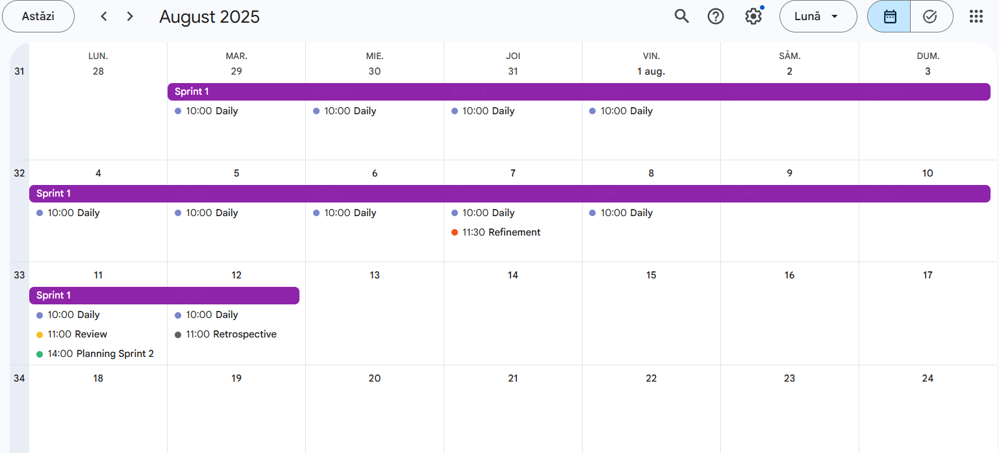 Astăzi August 2025 Lună
LUN. MAR. MIE. JOI VIN. SÂM. DUM.
31 28 29 30 31 1 aug. 2 3
Sprint 1
10:00 Daily 10:00 Daily 10:00 Daily 10:00 Daily
32 4 5 6 7 8 9 10
Sprint 1
10:00 Daily 10:00 Daily 10:00 Daily 10:00 Daily 10:00 Daily
11:30 Refinement
33 11 12 13 14 15 16 17
Sprint 1
10:00 Daily 10:00 Daily
11:00 Review 11:00 Retrospective
14:00 Planning Sprint 2
34 18 19 20 21 22 23 24